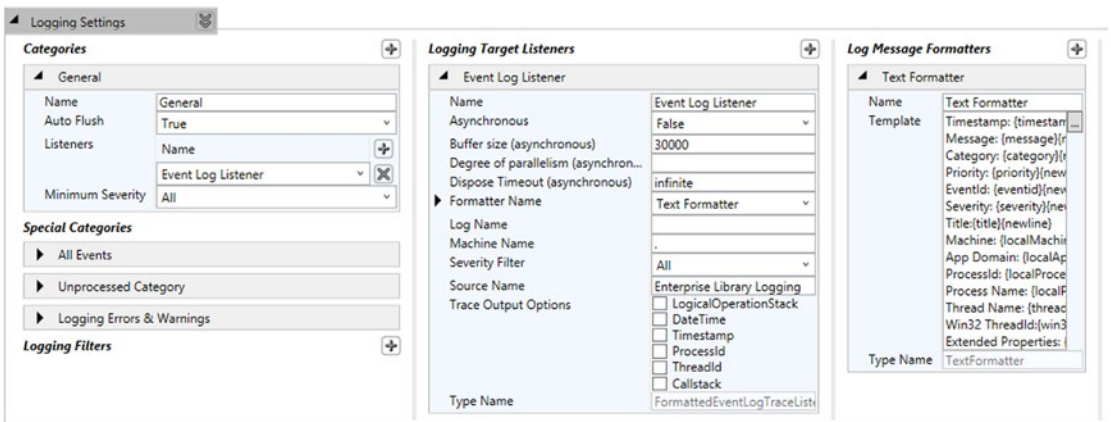 Logging Settings
Categories
General
Name General
Auto Flush True
Listeners Name
Event Log Listener
Minimum Severity All
Special Categories
All Events
Unprocessed Category
Logging Errors & Warnings
Logging Filters
Logging Target Listeners
Event Log Listener
Name Event Log Listener
Asynchronous False
Buffer size (asynchronous) 30000
Degree of parallelism (asynchron...
Dispose Timeout (asynchronous) infinite
Formatter Name Text Formatter
Log Name
Machine Name .
Severity Filter All
Source Name Enterprise Library Logging
Trace Output Options LogicalOperationStack
DateTime
Timestamp
ProcessId
ThreadId
Callstack
Type Name FormattedEventLogTraceListe
Log Message Formatters
Text Formatter
Name Text Formatter
Template Timestamp: {timestam ...
Message: {message}{n
Category: {category}{n
Priority: {priority}{new
EventId: {eventid}{new
Severity: {severity}{new
Title:{title}{newline}
Machine: {localMachin
App Domain: {localAp
ProcessId: {localProce
Process Name: {localP
Thread Name: {threac
Win32 ThreadId:{win3
Extended Properties: {
Type Name TextFormatter